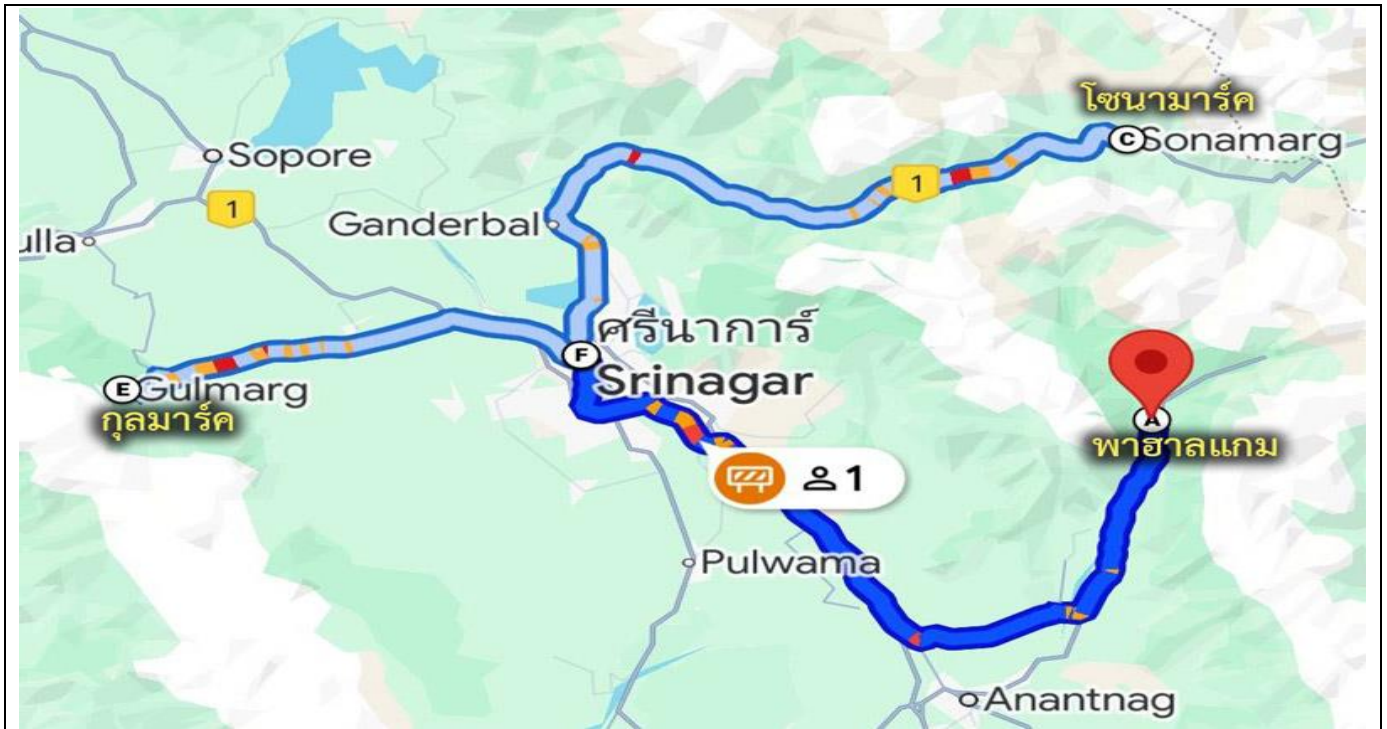 โซนามาร์ค
C
Sonamarg
Sopore
1
1
Ganderbal
ulla
ศรีนาการ์
F
Srinagar
E
Gulmarg
กุลมาร์ค
A
พาฮาลแกม
1
Pulwama
Anantnag